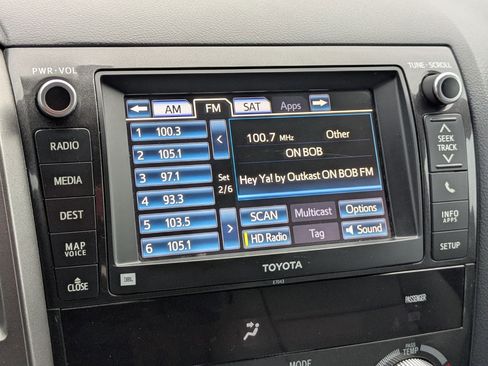 PWR•VOL
TUNE•SCROLL
AM FM SAT Apps
1 100.3
2 105.1
3 97.1
4 93.3
5 103.5
6 105.1
Set
2/6
100.7 MHz Other
ON BOB
Hey Ya! by Outkast ON BOB FM
SCAN Multicast Options
HD Radio Tag Sound
RADIO
MEDIA
DEST
MAP
VOICE
CLOSE
SEEK
TRACK
INFO
APPS
SETUP
JBL
TOYOTA
E7043
PASSENGER
MODE
PASS
TEMP